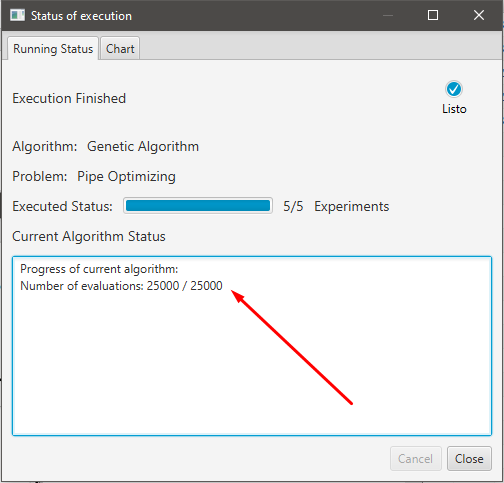 Status of execution
Running Status Chart
Execution Finished
Listo
Algorithm: Genetic Algorithm
Problem: Pipe Optimizing
Executed Status: 5/5 Experiments
Current Algorithm Status
Progress of current algorithm:
Number of evaluations: 25000 / 25000
Cancel Close